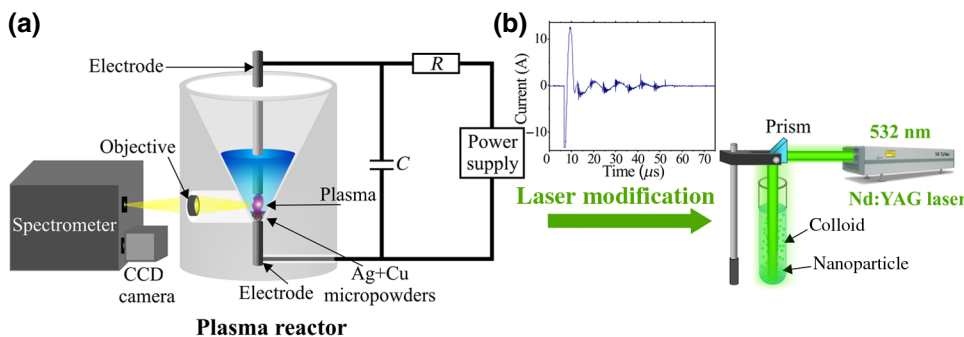 (a)
Electrode
R
Objective
C
Power
supply
Plasma
Spectrometer
CCD
camera
Electrode
Ag+Cu
micropowders
Plasma reactor
(b)
10
0
−10
Current (A)
0 10 20 30 40 50 60 70
Time (μs)
Laser modification
Prism
532 nm
Nd:YAG laser
Colloid
Nanoparticle